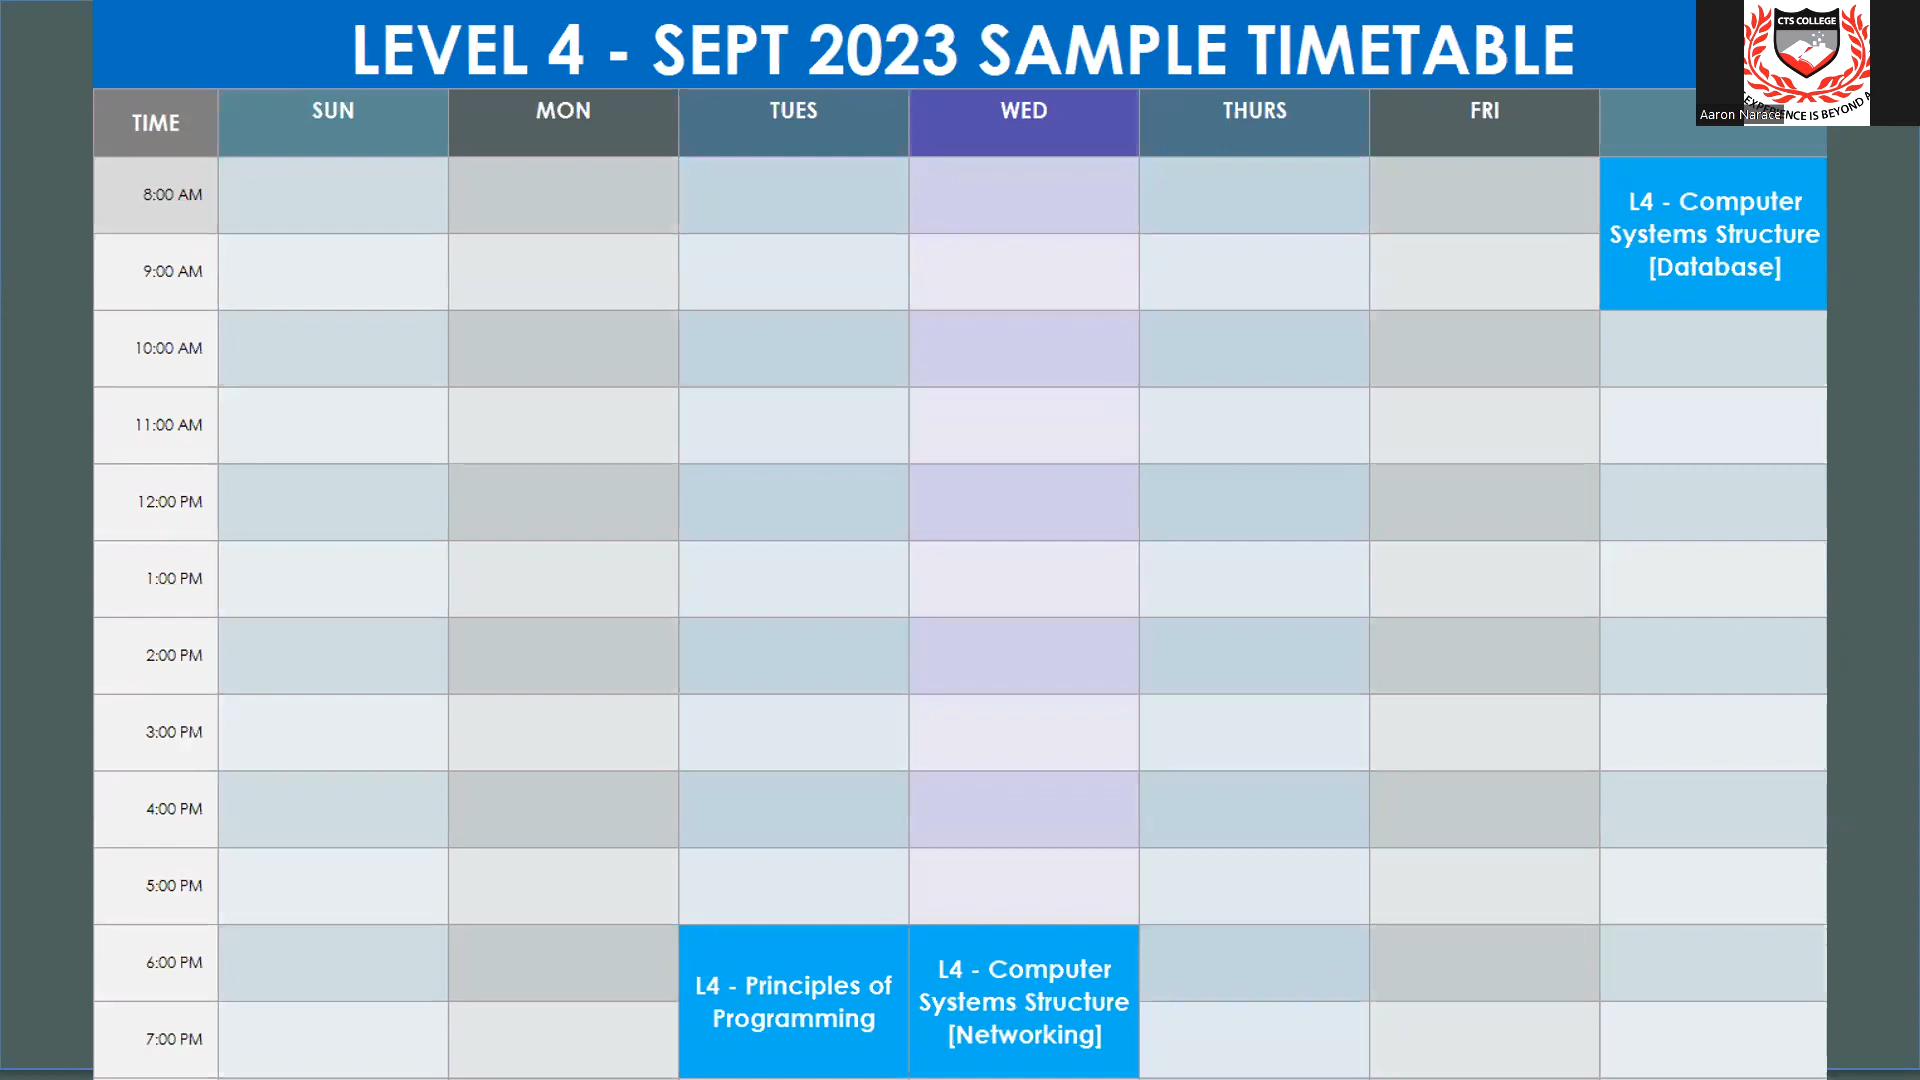 LEVEL 4 - SEPT 2023 SAMPLE TIMETABLE
CTS COLLEGE
EXPERIENCE IS BEYOND
Aaron Narace
TIME
SUN
MON
TUES
WED
THURS
FRI
8:00 AM
L4 - Computer
Systems Structure
[Database]
9:00 AM
10:00 AM
11:00 AM
12:00 PM
1:00 PM
2:00 PM
3:00 PM
4:00 PM
5:00 PM
6:00 PM
L4 - Principles of
Programming
L4 - Computer
Systems Structure
[Networking]
7:00 PM